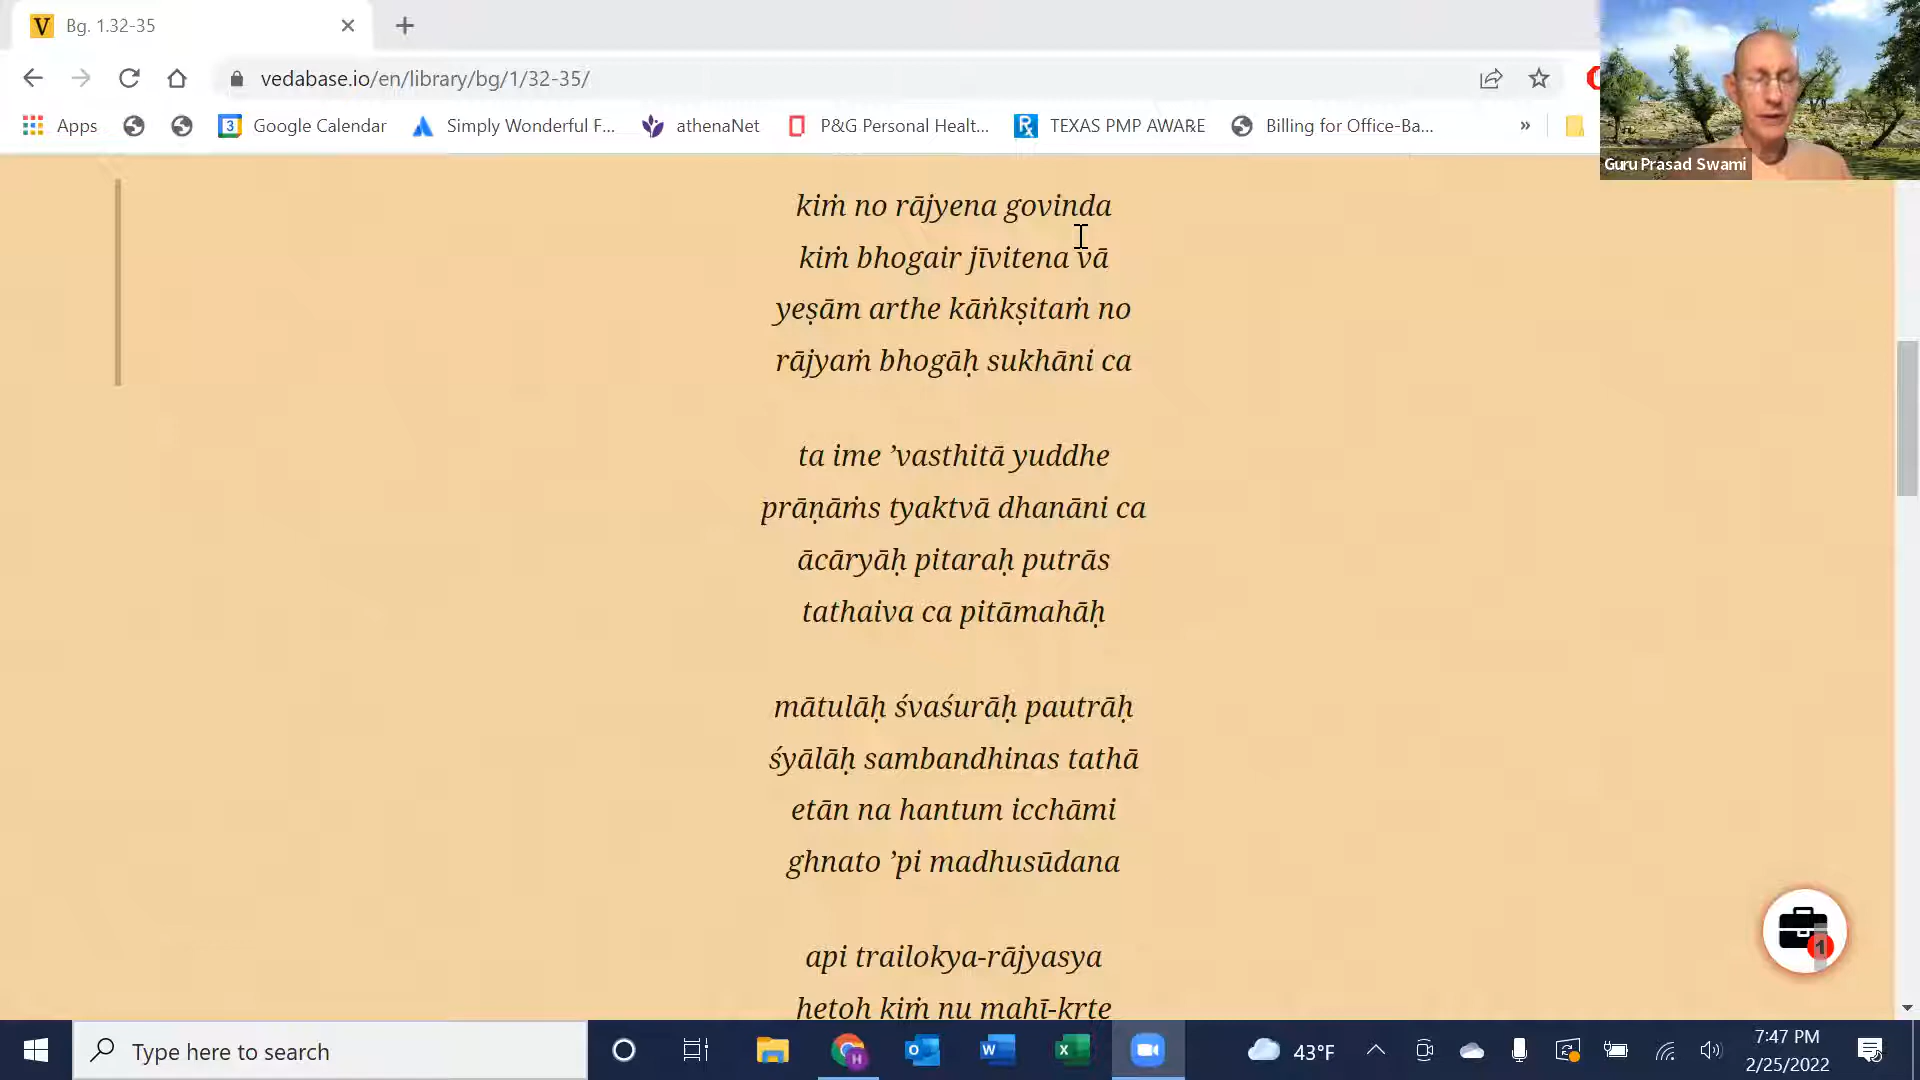 Bg. 1.32-35
vedabase.io/en/library/bg/1/32-35/
Apps
3 Google Calendar
Simply Wonderful F...
athenaNet
P&G Personal Healt...
TEXAS PMP AWARE
Billing for Office-Ba...
»
Guru Prasad Swami
kiṁ no rājyena govinda
kiṁ bhogair jīvitena vā
yeṣām arthe kāṅkṣitaṁ no
rājyaṁ bhogāḥ sukhāni ca
ta ime ’vasthitā yuddhe
prāṇāṁs tyaktvā dhanāni ca
ācāryāḥ pitaraḥ putrās
tathaiva ca pitāmahāḥ
mātulāḥ śvaśurāḥ pautrāḥ
śyālāḥ sambandhinas tathā
etān na hantum icchāmi
ghnato ’pi madhusūdana
api trailokya-rājyasya
hetoh kiṁ nu mahī-krte
1
Type here to search
43°F
7:47 PM
2/25/2022